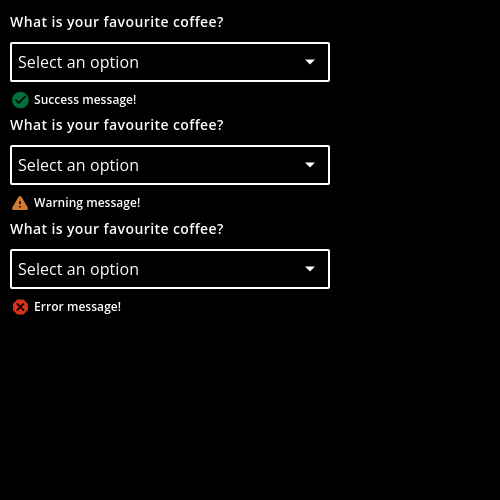 What is your favourite coffee?
Select an option
Success message!
What is your favourite coffee?
Select an option
Warning message!
What is your favourite coffee?
Select an option
Error message!